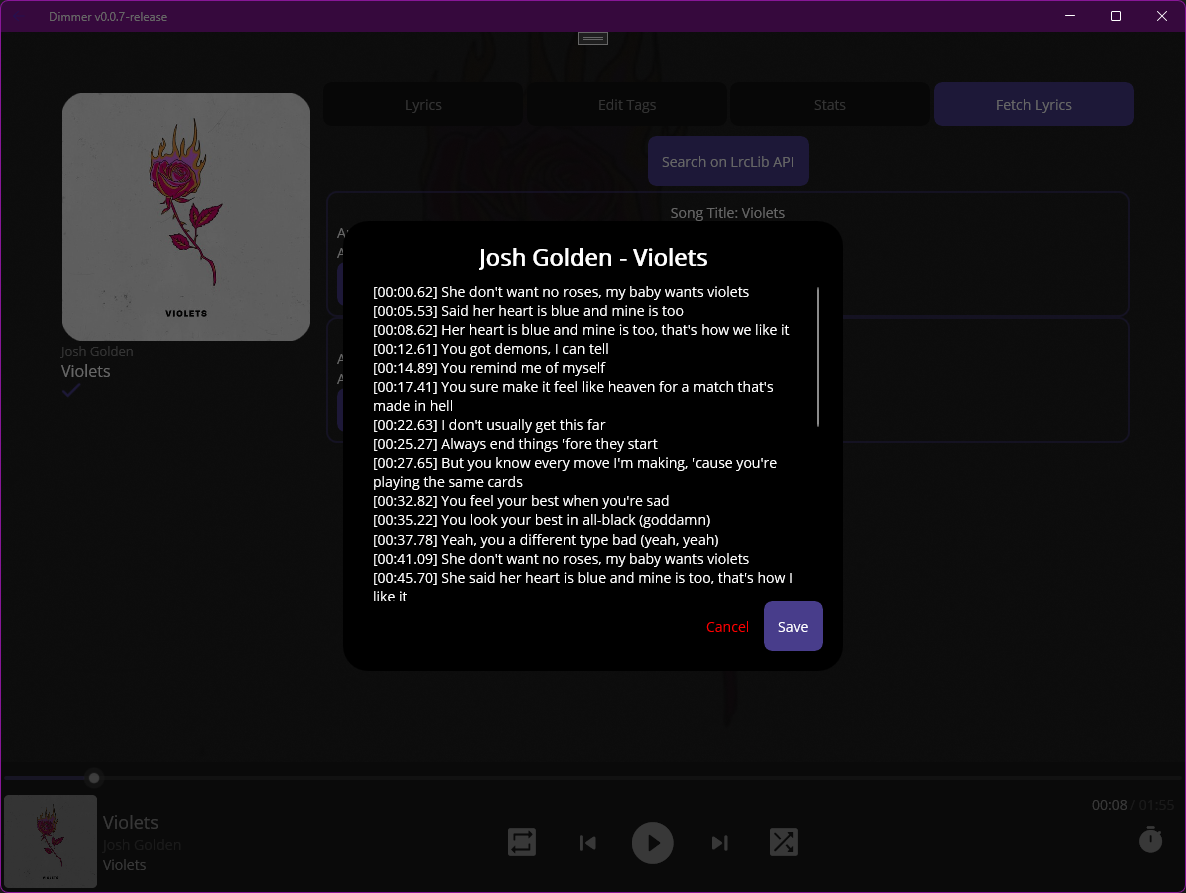 Dimmer v0.0.7-release
Lyrics
Edit Tags
Stats
Fetch Lyrics
Search on LrcLib API
Song Title: Violets
VIOLETS
Josh Golden
Violets
Josh Golden - Violets
[00:00.62] She don't want no roses, my baby wants violets
[00:05.53] Said her heart is blue and mine is too
[00:08.62] Her heart is blue and mine is too, that's how we like it
[00:12.61] You got demons, I can tell
[00:14.89] You remind me of myself
[00:17.41] You sure make it feel like heaven for a match that's
made in hell
[00:22.63] I don't usually get this far
[00:25.27] Always end things 'fore they start
[00:27.65] But you know every move I'm making, 'cause you're
playing the same cards
[00:32.82] You feel your best when you're sad
[00:35.22] You look your best in all-black (goddamn)
[00:37.78] Yeah, you a different type bad (yeah, yeah)
[00:41.09] She don't want no roses, my baby wants violets
[00:45.70] She said her heart is blue and mine is too, that's how I
like it
Cancel
Save
00:08 / 01:55
Violets
Josh Golden
Violets